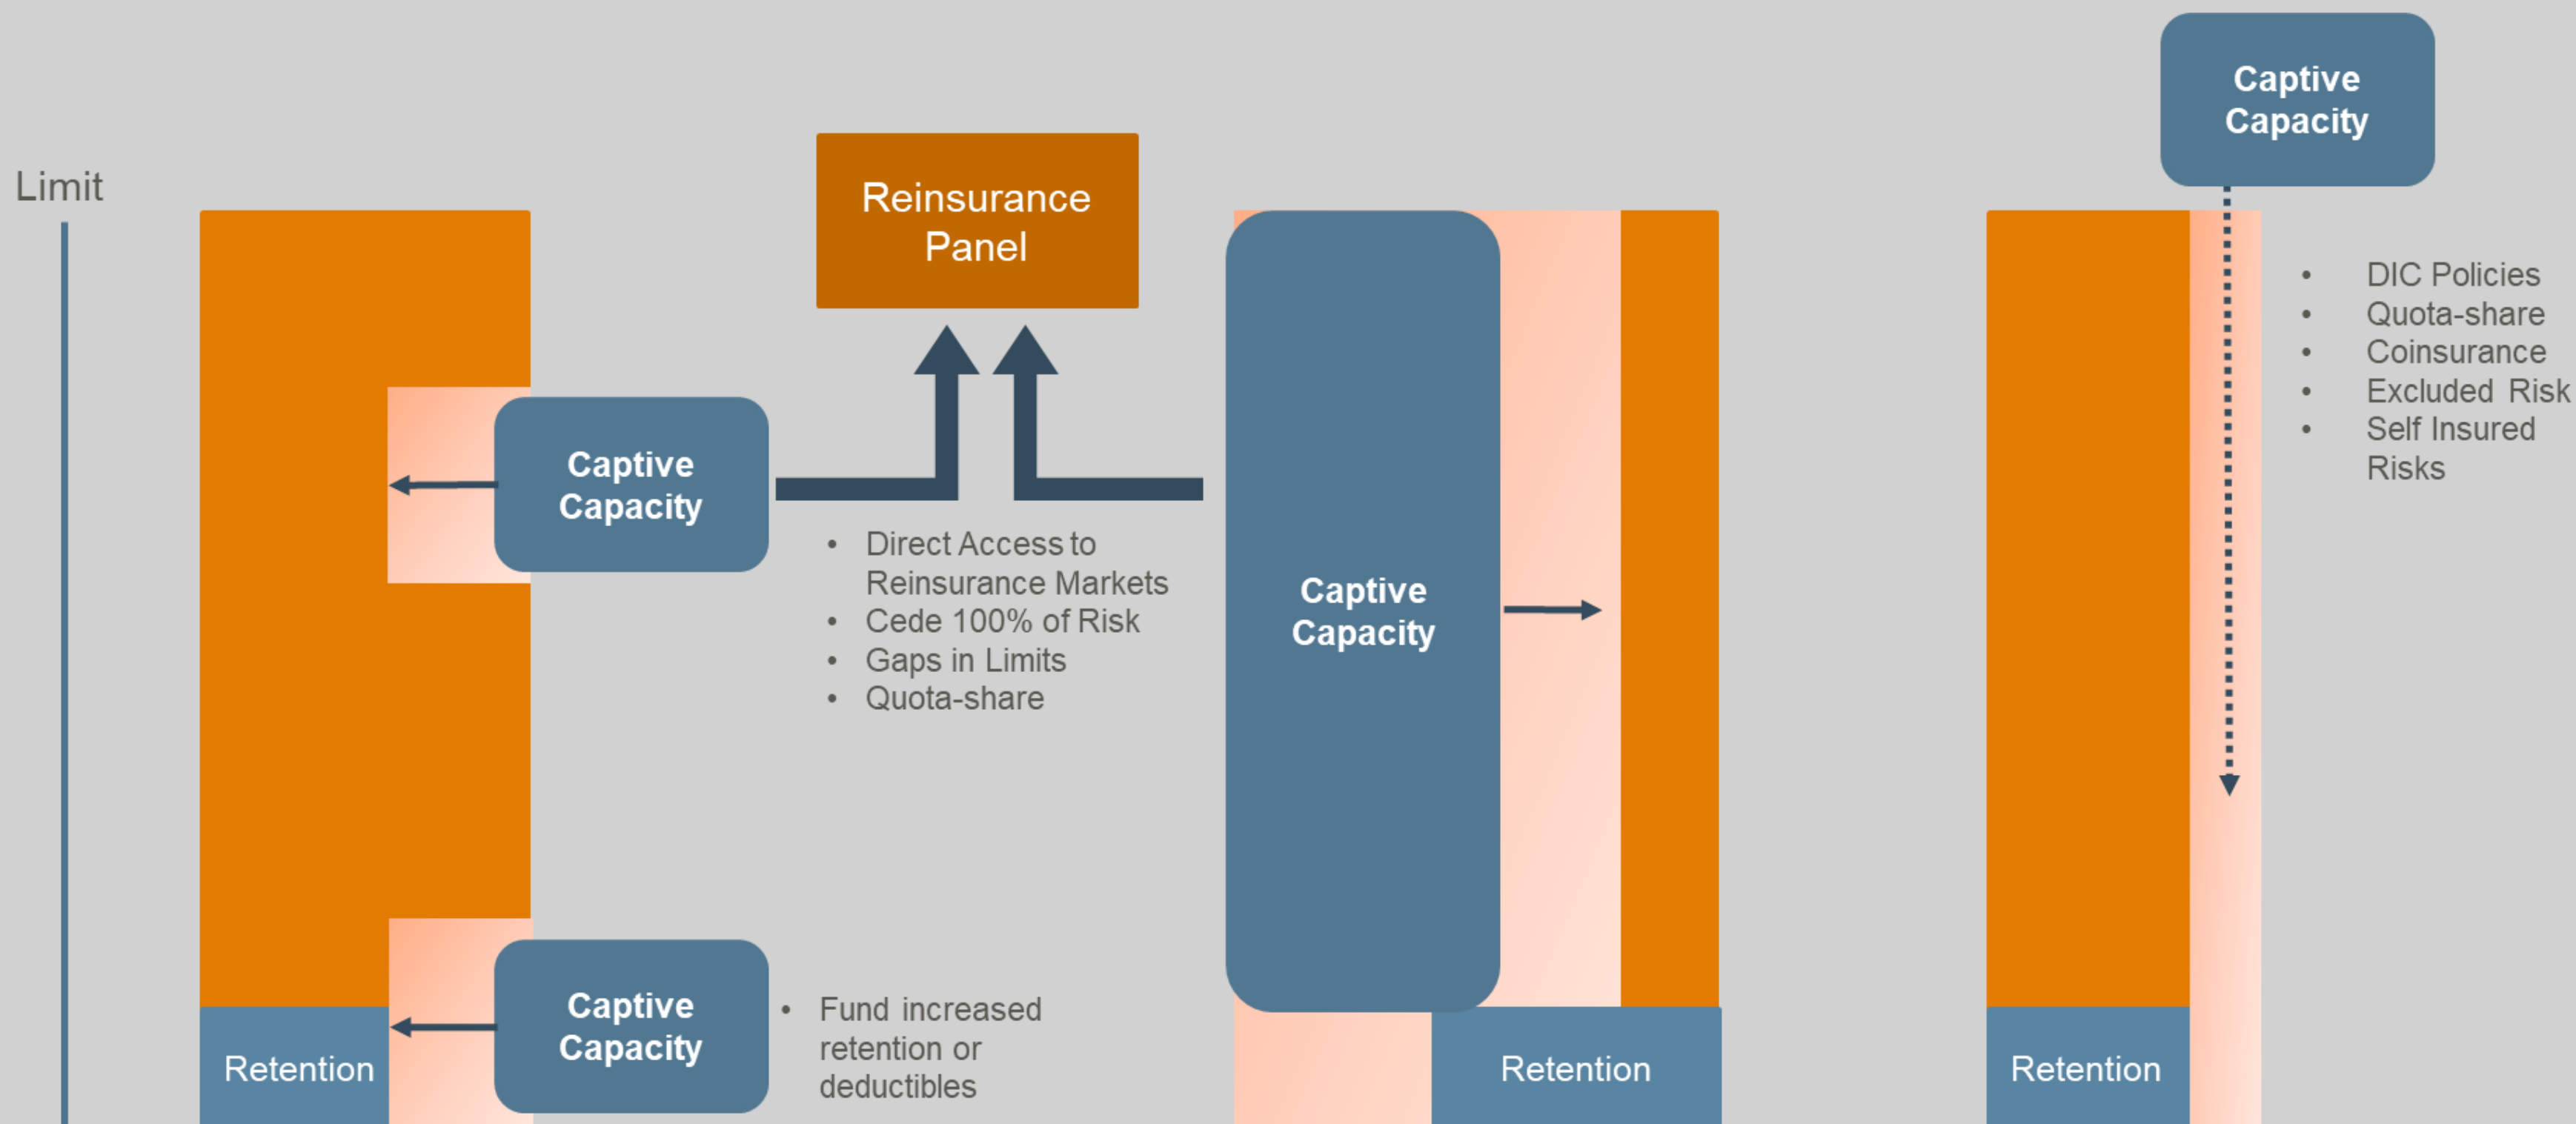 Limit
Captive
Capacity
• Direct Access to
Reinsurance Markets
• Cede 100% of Risk
• Gaps in Limits
• Quota-share
Reinsurance
Panel
Retention
Captive
Capacity
• Fund increased
retention or
deductibles
Captive
Capacity
Retention
Captive
Capacity
• DIC Policies
• Quota-share
• Coinsurance
• Excluded Risk
• Self Insured
Risks
Retention